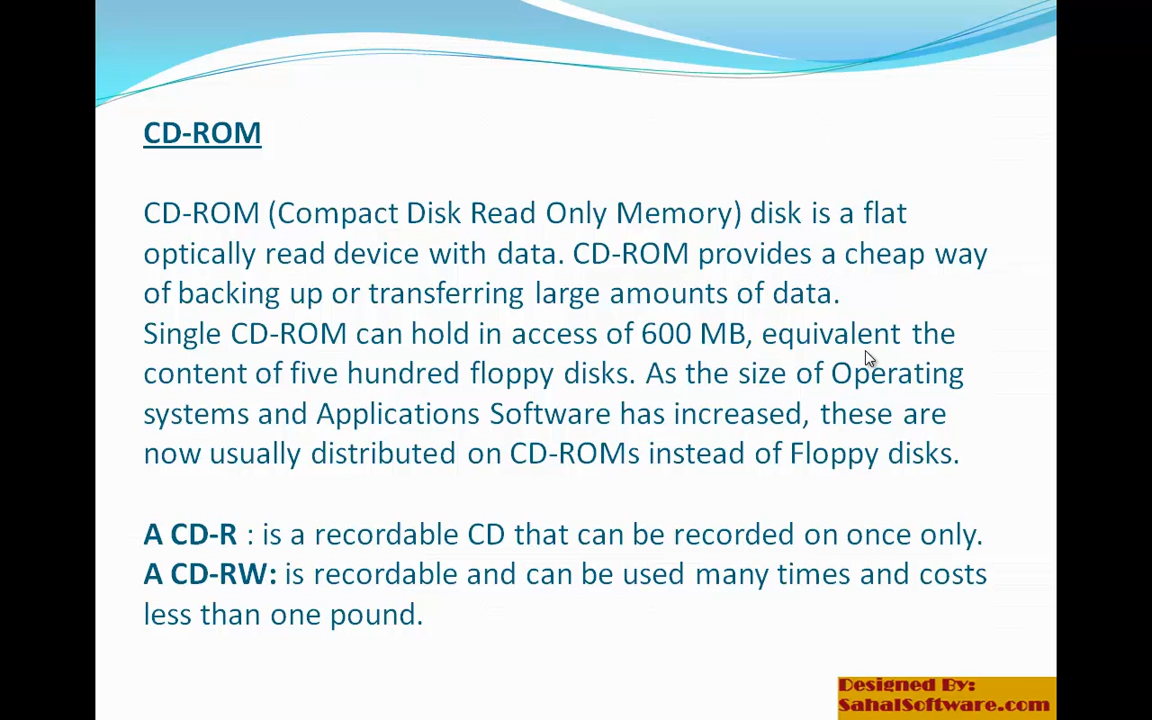 CD-ROM
CD-ROM (Compact Disk Read Only Memory) disk is a flat
optically read device with data. CD-ROM provides a cheap way
of backing up or transferring large amounts of data.
Single CD-ROM can hold in access of 600 MB, equivalent the
content of five hundred floppy disks. As the size of Operating
systems and Applications Software has increased, these are
now usually distributed on CD-ROMs instead of Floppy disks.
A CD-R : is a recordable CD that can be recorded on once only.
A CD-RW: is recordable and can be used many times and costs
less than one pound.
Designed By:
SahalSoftware.com